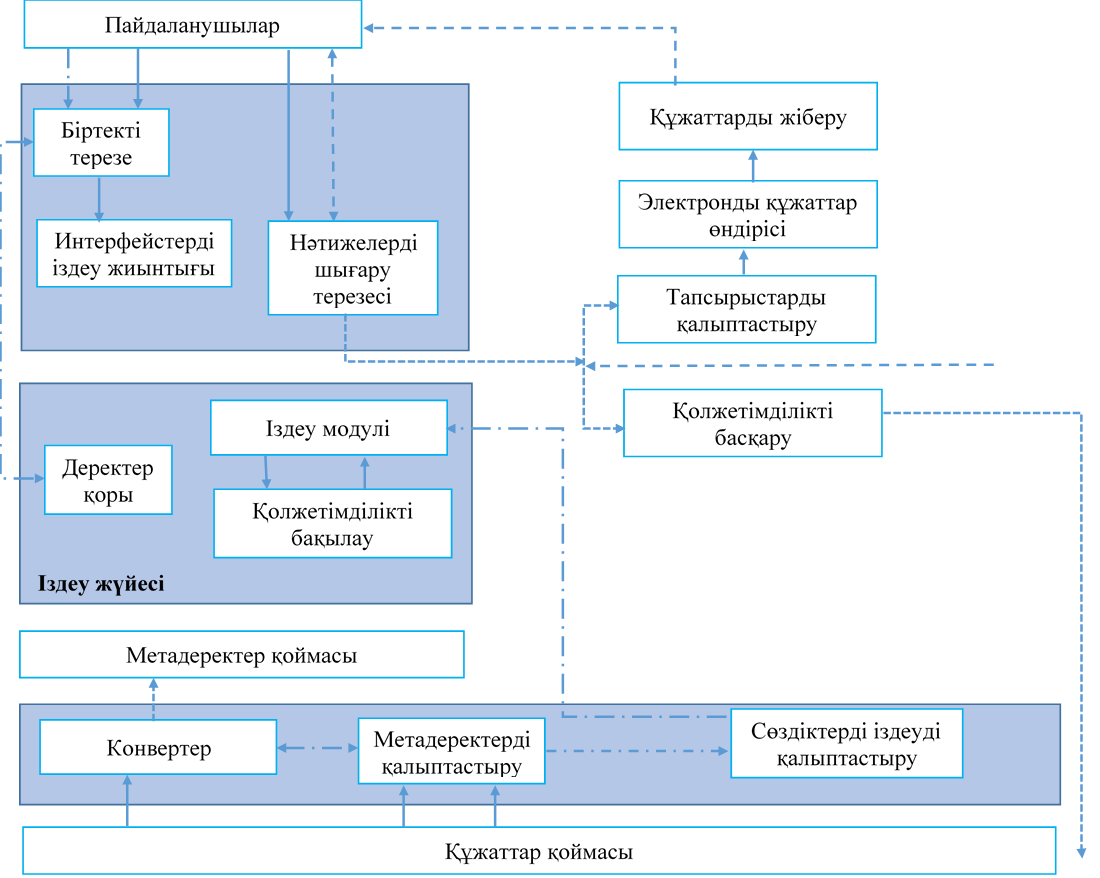 Пайдаланушылар
Біртекті
терезе
Интерфейстерді
іздеу жиынтығы
Нәтижелерді
шығару
терезесі
Құжаттарды жіберу
Электронды құжаттар
өндірісі
Тапсырыстарды
қалыптастыру
Қолжетімділікті
басқару
Іздеу модулі
Деректер
қоры
Қолжетімділікті
бақылау
Іздеу жүйесі
Метадеректер қоймасы
Конвертер
Метадеректерді
қалыптастыру
Сөздіктерді іздеуді
қалыптастыру
Құжаттар қоймасы